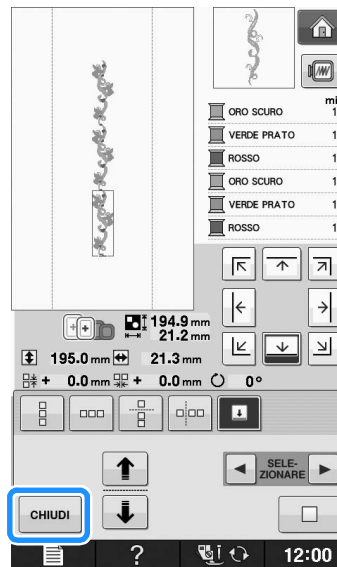 mi
ORO SCURO 1
VERDE PRATO 1
ROSSO 1
ORO SCURO 1
VERDE PRATO 1
ROSSO 1
194.9 mm
21.2 mm
195.0 mm 21.3 mm
+ 0.0 mm + 0.0 mm 0°
SELE-
ZIONARE
CHIUDI
? 12:00